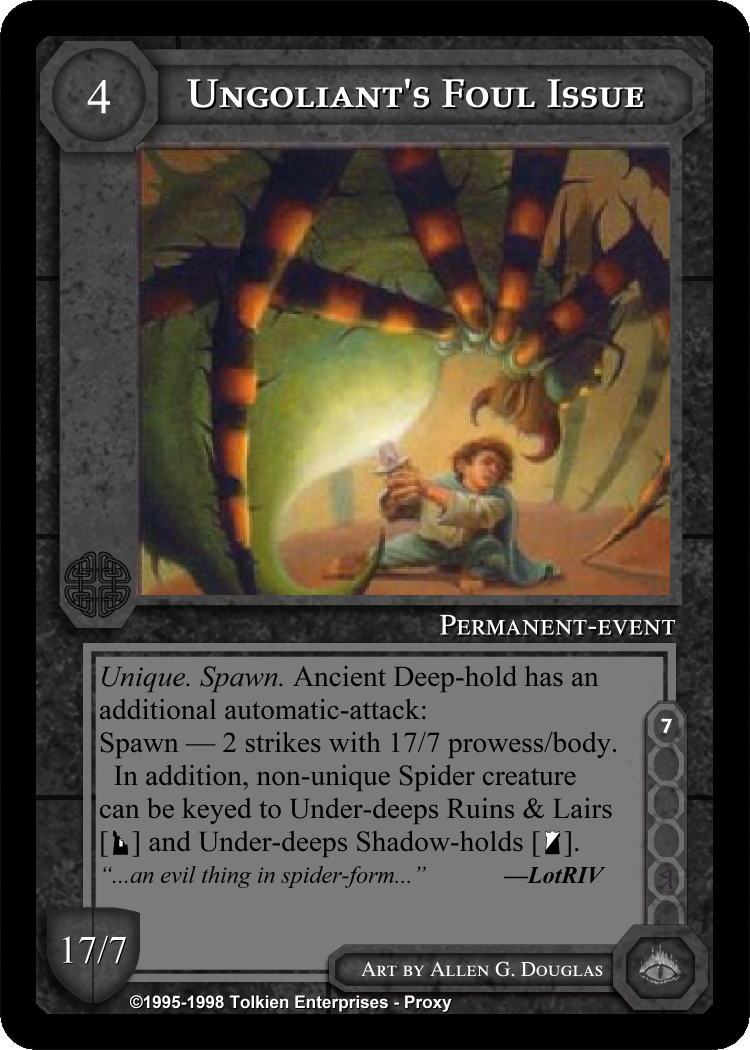 4
Ungoliant's Foul Issue
Permanent-event
Unique. Spawn. Ancient Deep-hold has an
additional automatic-attack:
Spawn — 2 strikes with 17/7 prowess/body.
In addition, non-unique Spider creature
can be keyed to Under-deeps Ruins & Lairs
[ ] and Under-deeps Shadow-holds [ ].
“...an evil thing in spider-form...” —LotRIV
7
17/7
Art by Allen G. Douglas
©1995-1998 Tolkien Enterprises - Proxy